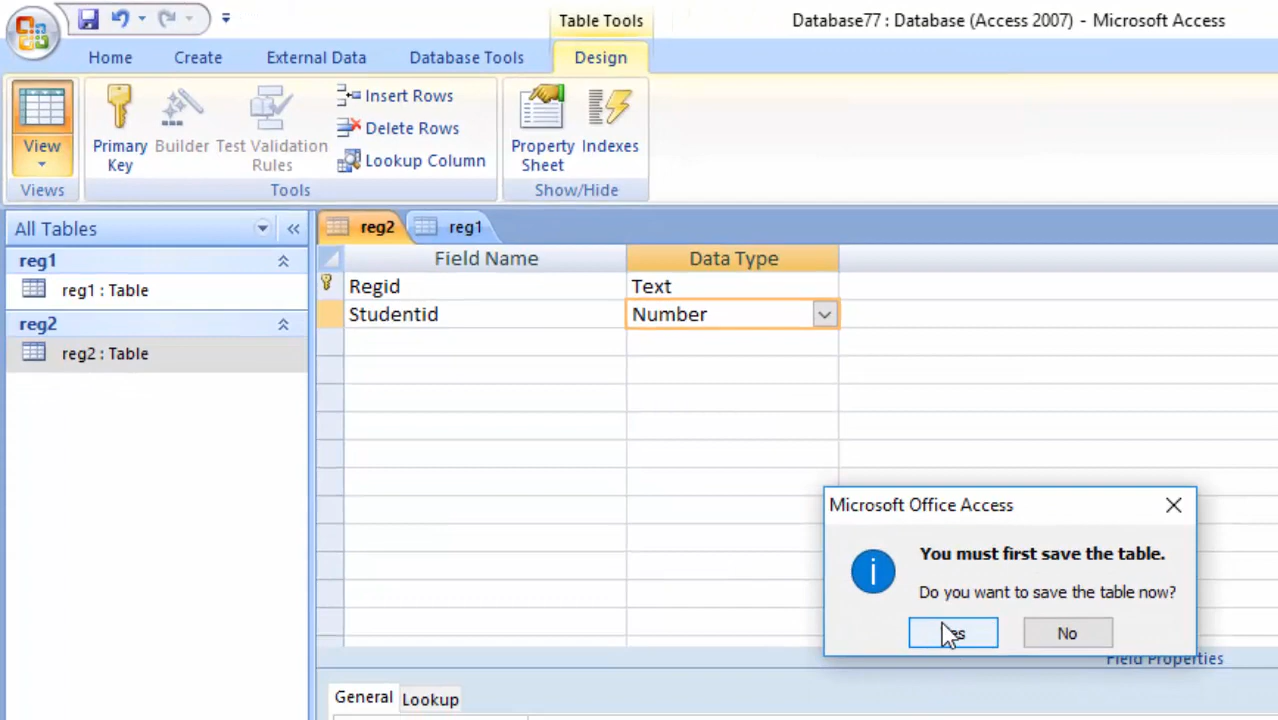 Table Tools
Database77 : Database (Access 2007) - Microsoft Access
Home
Create
External Data
Database Tools
Design
View
Views
Primary
Key
Builder
Test Validation
Rules
Insert Rows
Delete Rows
Lookup Column
Tools
Property
Sheet
Indexes
Show/Hide
All Tables
«
reg1
reg1 : Table
reg2
reg2 : Table
reg2
reg1
Field Name
Data Type
Regid
Text
Studentid
Number
Microsoft Office Access
You must first save the table.
Do you want to save the table now?
No
Field Properties
General
Lookup